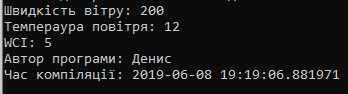 Швидкість вітру: 200
Темпераура повітря: 12
WCI: 5
Автор програми: Денис
Час компіляції: 2019-06-08 19:19:06.881971